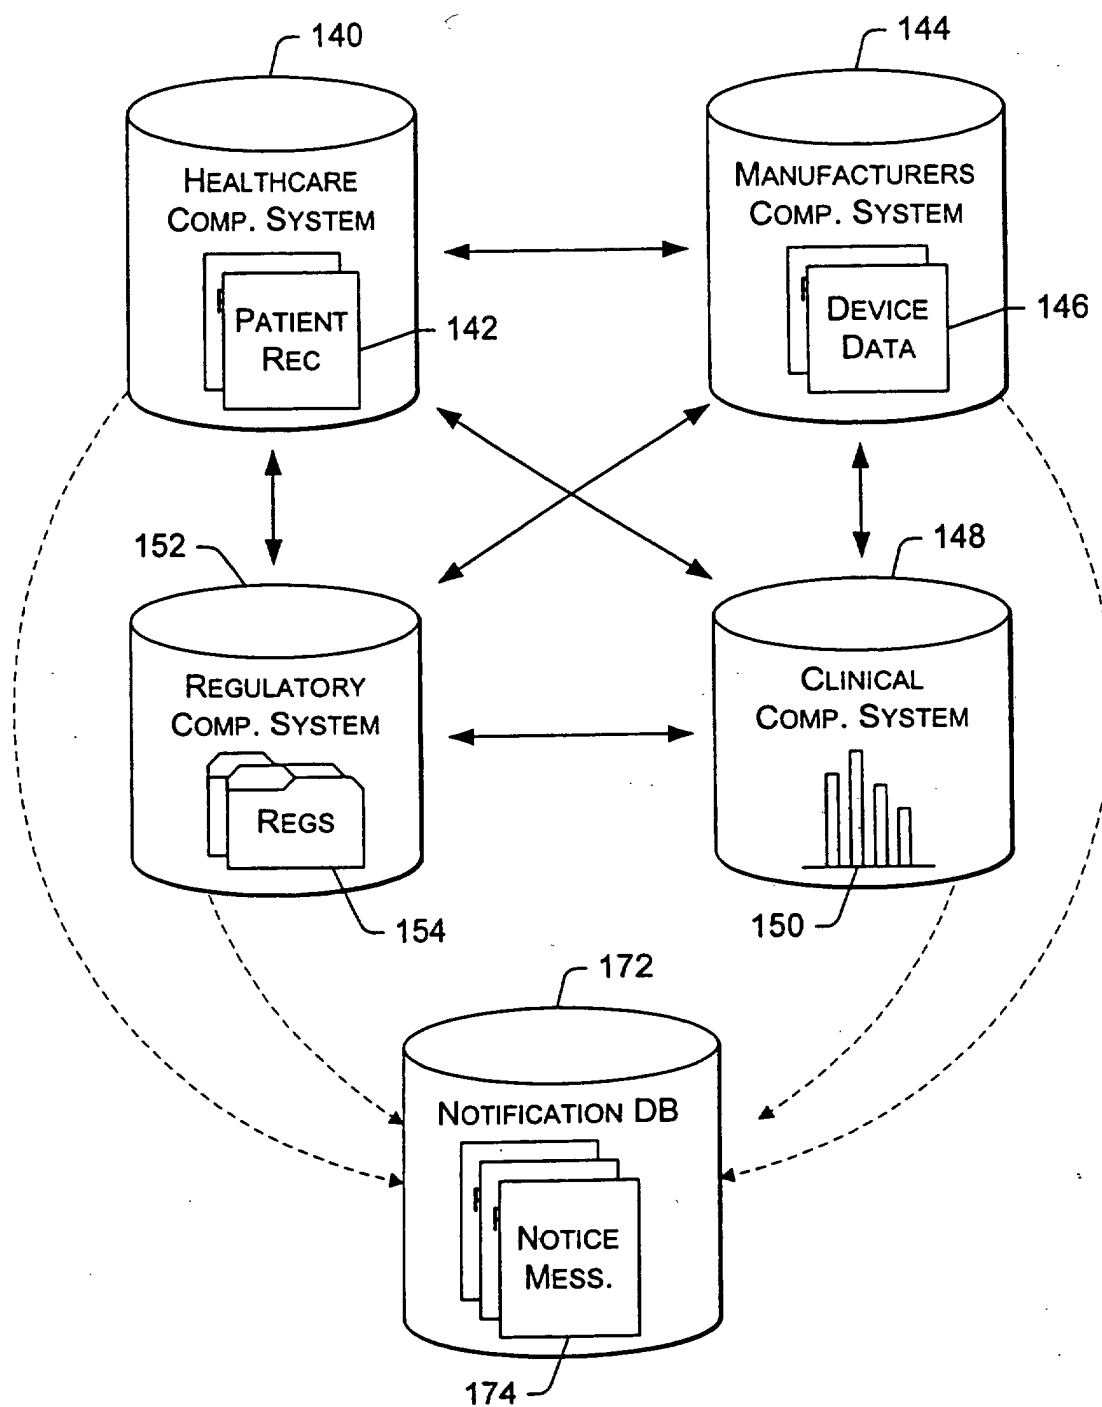 140
144
HEALTHCARE
COMP. SYSTEM
MANUFACTURERS
COMP. SYSTEM
PATIENT
REC
142
DEVICE
DATA
146
152
148
REGULATORY
COMP. SYSTEM
CLINICAL
COMP. SYSTEM
REGS
154
150
172
NOTIFICATION DB
NOTICE
MESS.
174